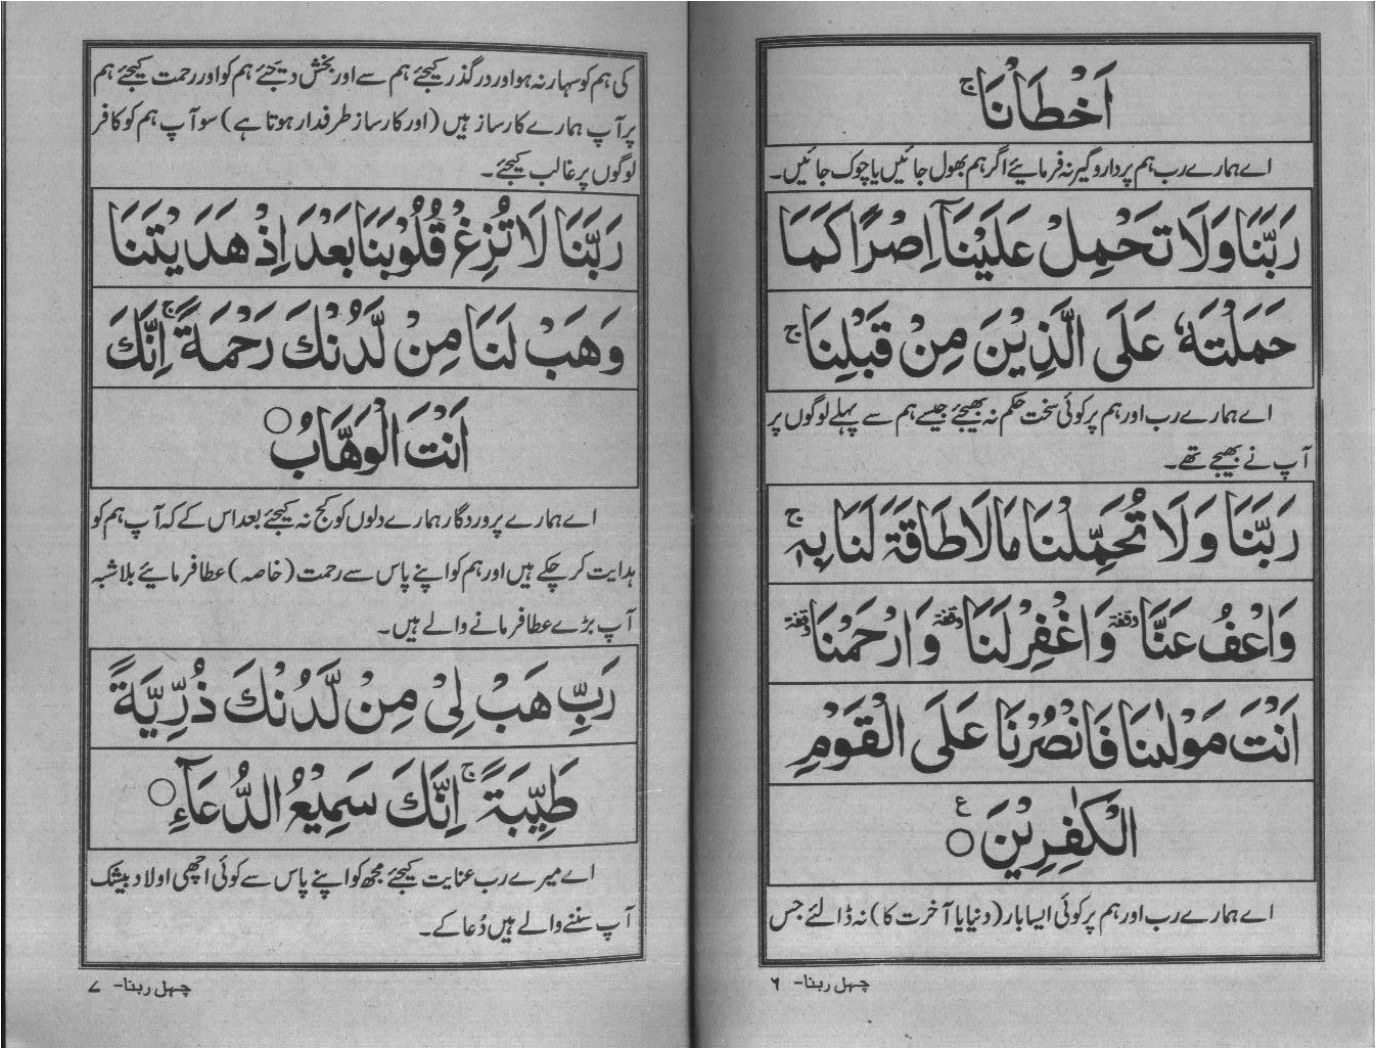 اَخْطَاْنَا ۚ
اے ہمارے رب ہم پر داروگیر نہ فرمائیے اگر ہم بھول جائیں یا چوک جائیں۔
رَبَّنَا وَلَا تَحْمِلْ عَلَيْنَآ اِصْرًا كَمَا
حَمَلْتَهٗ عَلَى الَّذِيْنَ مِنْ قَبْلِنَا ۚ
اے ہمارے رب اور ہم پر کوئی سخت حکم نہ بھیجئے جیسے ہم سے پہلے لوگوں پر
آپ نے بھیجے تھے۔
رَبَّنَا وَلَا تُحَمِّلْنَا مَا لَا طَاقَةَ لَنَا بِهٖ ۚ
وَاعْفُ عَنَّا وقفة وَاغْفِرْ لَنَا وقفة وَارْحَمْنَا وقفة
اَنْتَ مَوْلٰىنَا فَانْصُرْنَا عَلَى الْقَوْمِ
الْكٰفِرِيْنَ ○ ع
اے ہمارے رب اور ہم پر کوئی ایسا بار (دنیا یا آخرت کا) نہ ڈالئے جس
چہل ربنا- ۶
کی ہم کو سہار نہ ہو اور درگذر کیجئے ہم سے اور بخش دیجئے ہم کو اور رحمت کیجئے ہم
پر آپ ہمارے کارساز ہیں (اور کارساز طرفدار ہوتا ہے) سو آپ ہم کو کافر
لوگوں پر غالب کیجئے۔
رَبَّنَا لَا تُزِغْ قُلُوْبَنَا بَعْدَ اِذْ هَدَيْتَنَا
وَهَبْ لَنَا مِنْ لَّدُنْكَ رَحْمَةً ۚ اِنَّكَ
اَنْتَ الْوَهَّابُ ○
اے ہمارے پروردگار ہمارے دلوں کو کج نہ کیجئے بعد اس کے کہ آپ ہم کو
ہدایت کر چکے ہیں اور ہم کو اپنے پاس سے رحمت (خاصہ) عطا فرمائیے بلاشبہ
آپ بڑے عطا فرمانے والے ہیں۔
رَبِّ هَبْ لِىْ مِنْ لَّدُنْكَ ذُرِّيَّةً
طَيِّبَةً ۚ اِنَّكَ سَمِيْعُ الدُّعَآءِ ○
اے میرے رب عنایت کیجئے مجھ کو اپنے پاس سے کوئی اچھی اولاد بیشک
آپ سننے والے ہیں دُعا کے۔
چہل ربنا- ۷